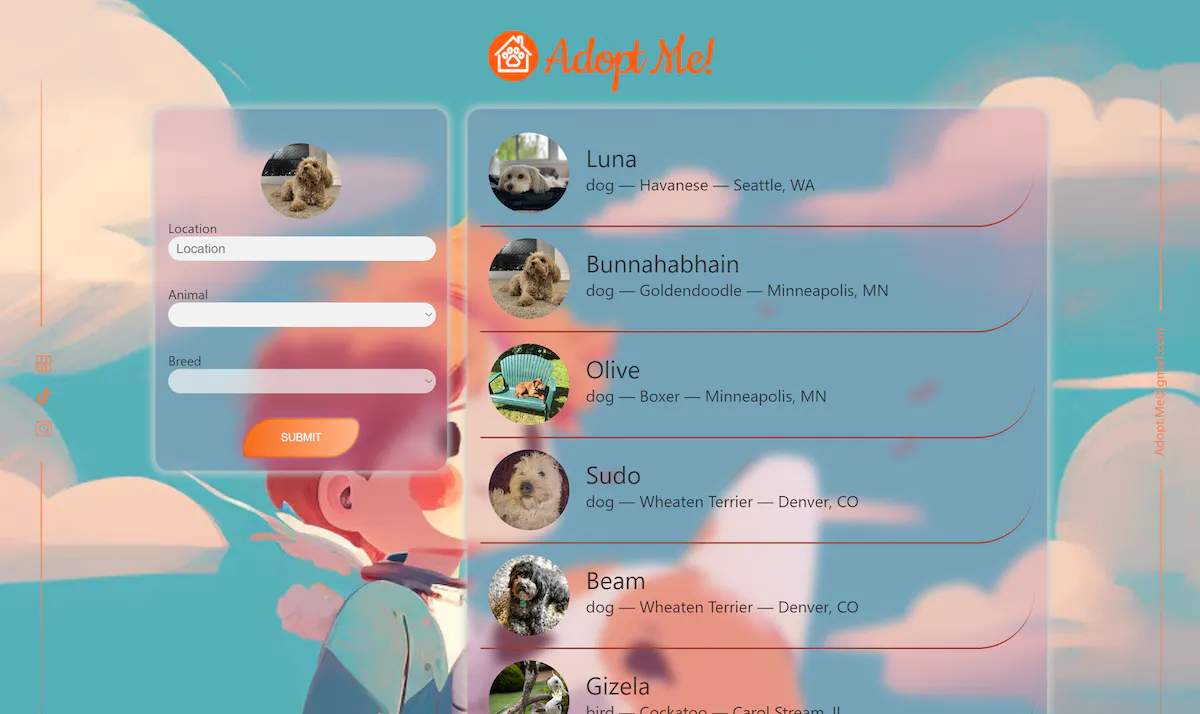 Adopt Me!
Location
Location
Animal
Breed
SUBMIT
Luna
dog — Havanese — Seattle, WA
Bunnahabhain
dog — Goldendoodle — Minneapolis, MN
Olive
dog — Boxer — Minneapolis, MN
Sudo
dog — Wheaten Terrier — Denver, CO
Beam
dog — Wheaten Terrier — Denver, CO
Gizela
bird — Cockatoo — Carol Stream, IL
Adopt.Me@gmail.com